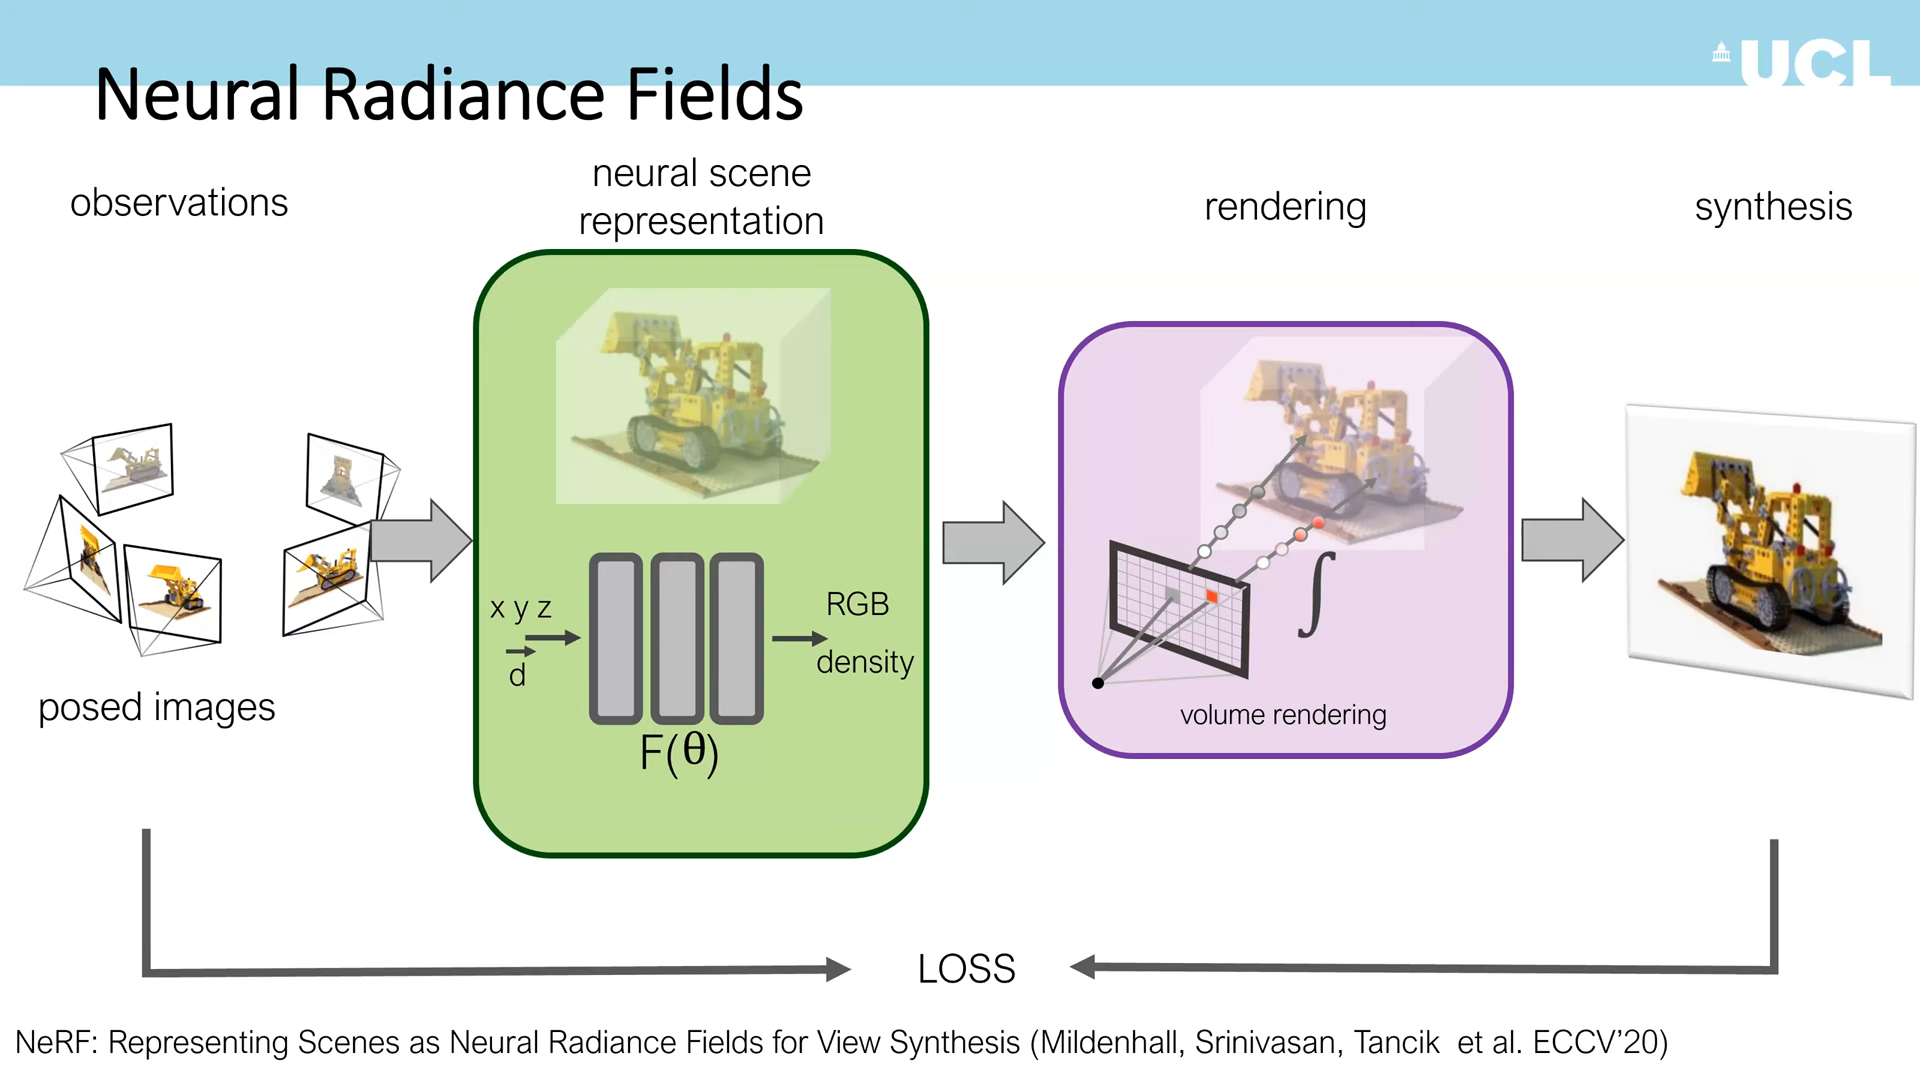 UCL
Neural Radiance Fields
observations
neural scene
representation
rendering
synthesis
x y z
d
RGB
density
F(θ)
posed images
∫
volume rendering
LOSS
NeRF: Representing Scenes as Neural Radiance Fields for View Synthesis (Mildenhall, Srinivasan, Tancik et al. ECCV’20)